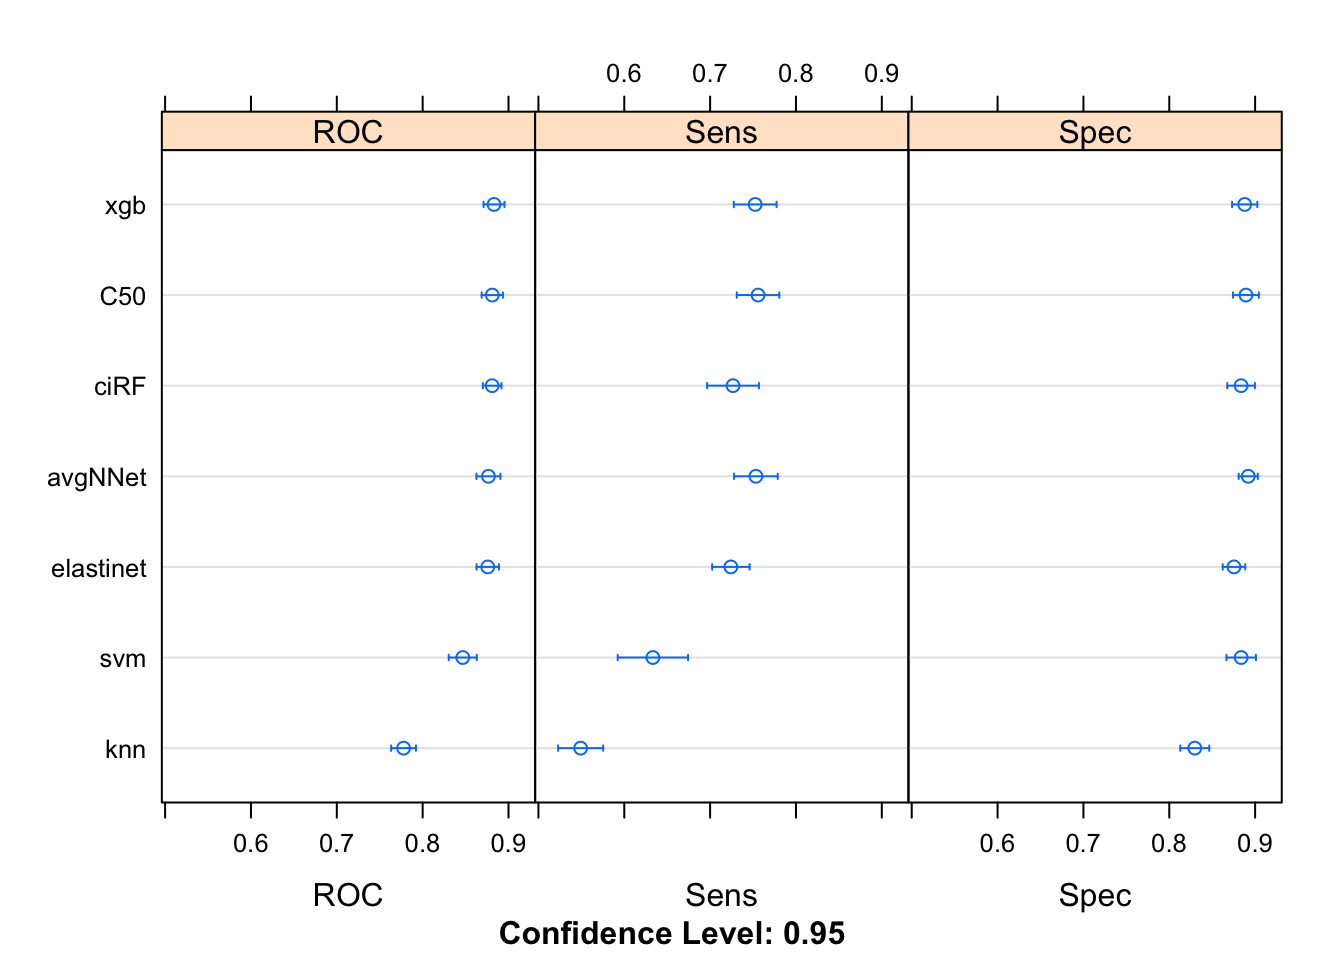 0.6 0.7 0.8 0.9
ROC Sens Spec
xgb
C50
ciRF
avgNNet
elastinet
svm
knn
0.6 0.7 0.8 0.9 0.6 0.7 0.8 0.9
ROC Sens Spec
Confidence Level: 0.95